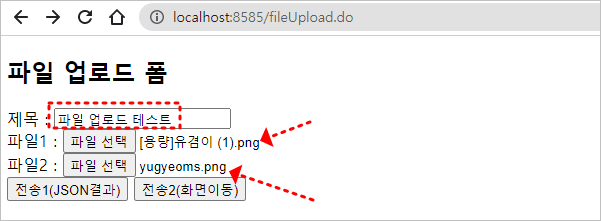 localhost:8585/fileUpload.do
파일 업로드 폼
제목 : 파일 업로드 테스트
파일1 : 파일 선택 [용량]유겸이 (1).png
파일2 : 파일 선택 yugyeoms.png
전송1(JSON결과) 전송2(화면이동)